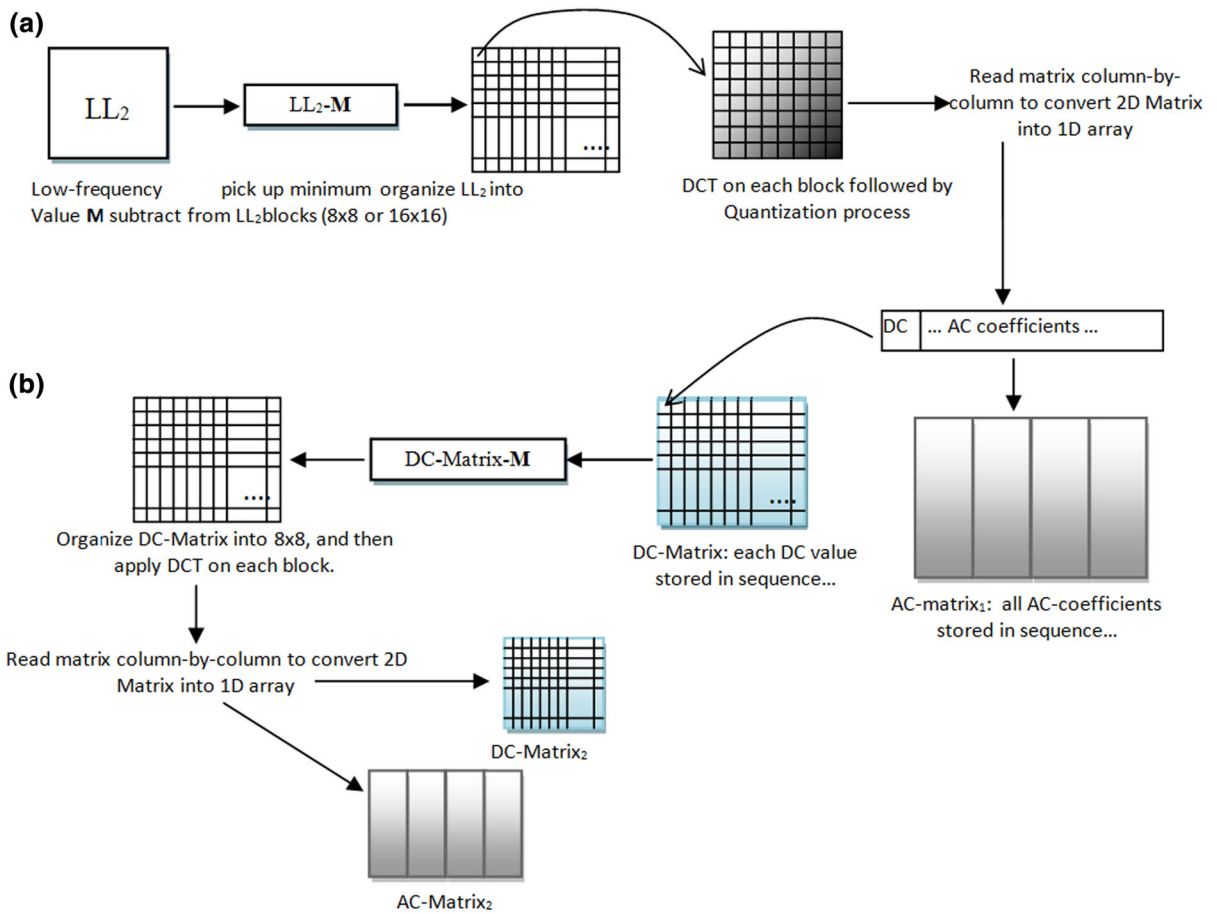 (a)
LL₂
LL₂-M
....
Low-frequency pick up minimum organize LL₂ into
Value M subtract from LL₂blocks (8x8 or 16x16)
DCT on each block followed by
Quantization process
Read matrix column-by-
column to convert 2D Matrix
into 1D array
DC ... AC coefficients ...
AC-matrix₁: all AC-coefficients
stored in sequence...
(b)
....
DC-Matrix: each DC value
stored in sequence...
DC-Matrix-M
....
Organize DC-Matrix into 8x8, and then
apply DCT on each block.
Read matrix column-by-column to convert 2D
Matrix into 1D array
DC-Matrix₂
AC-Matrix₂